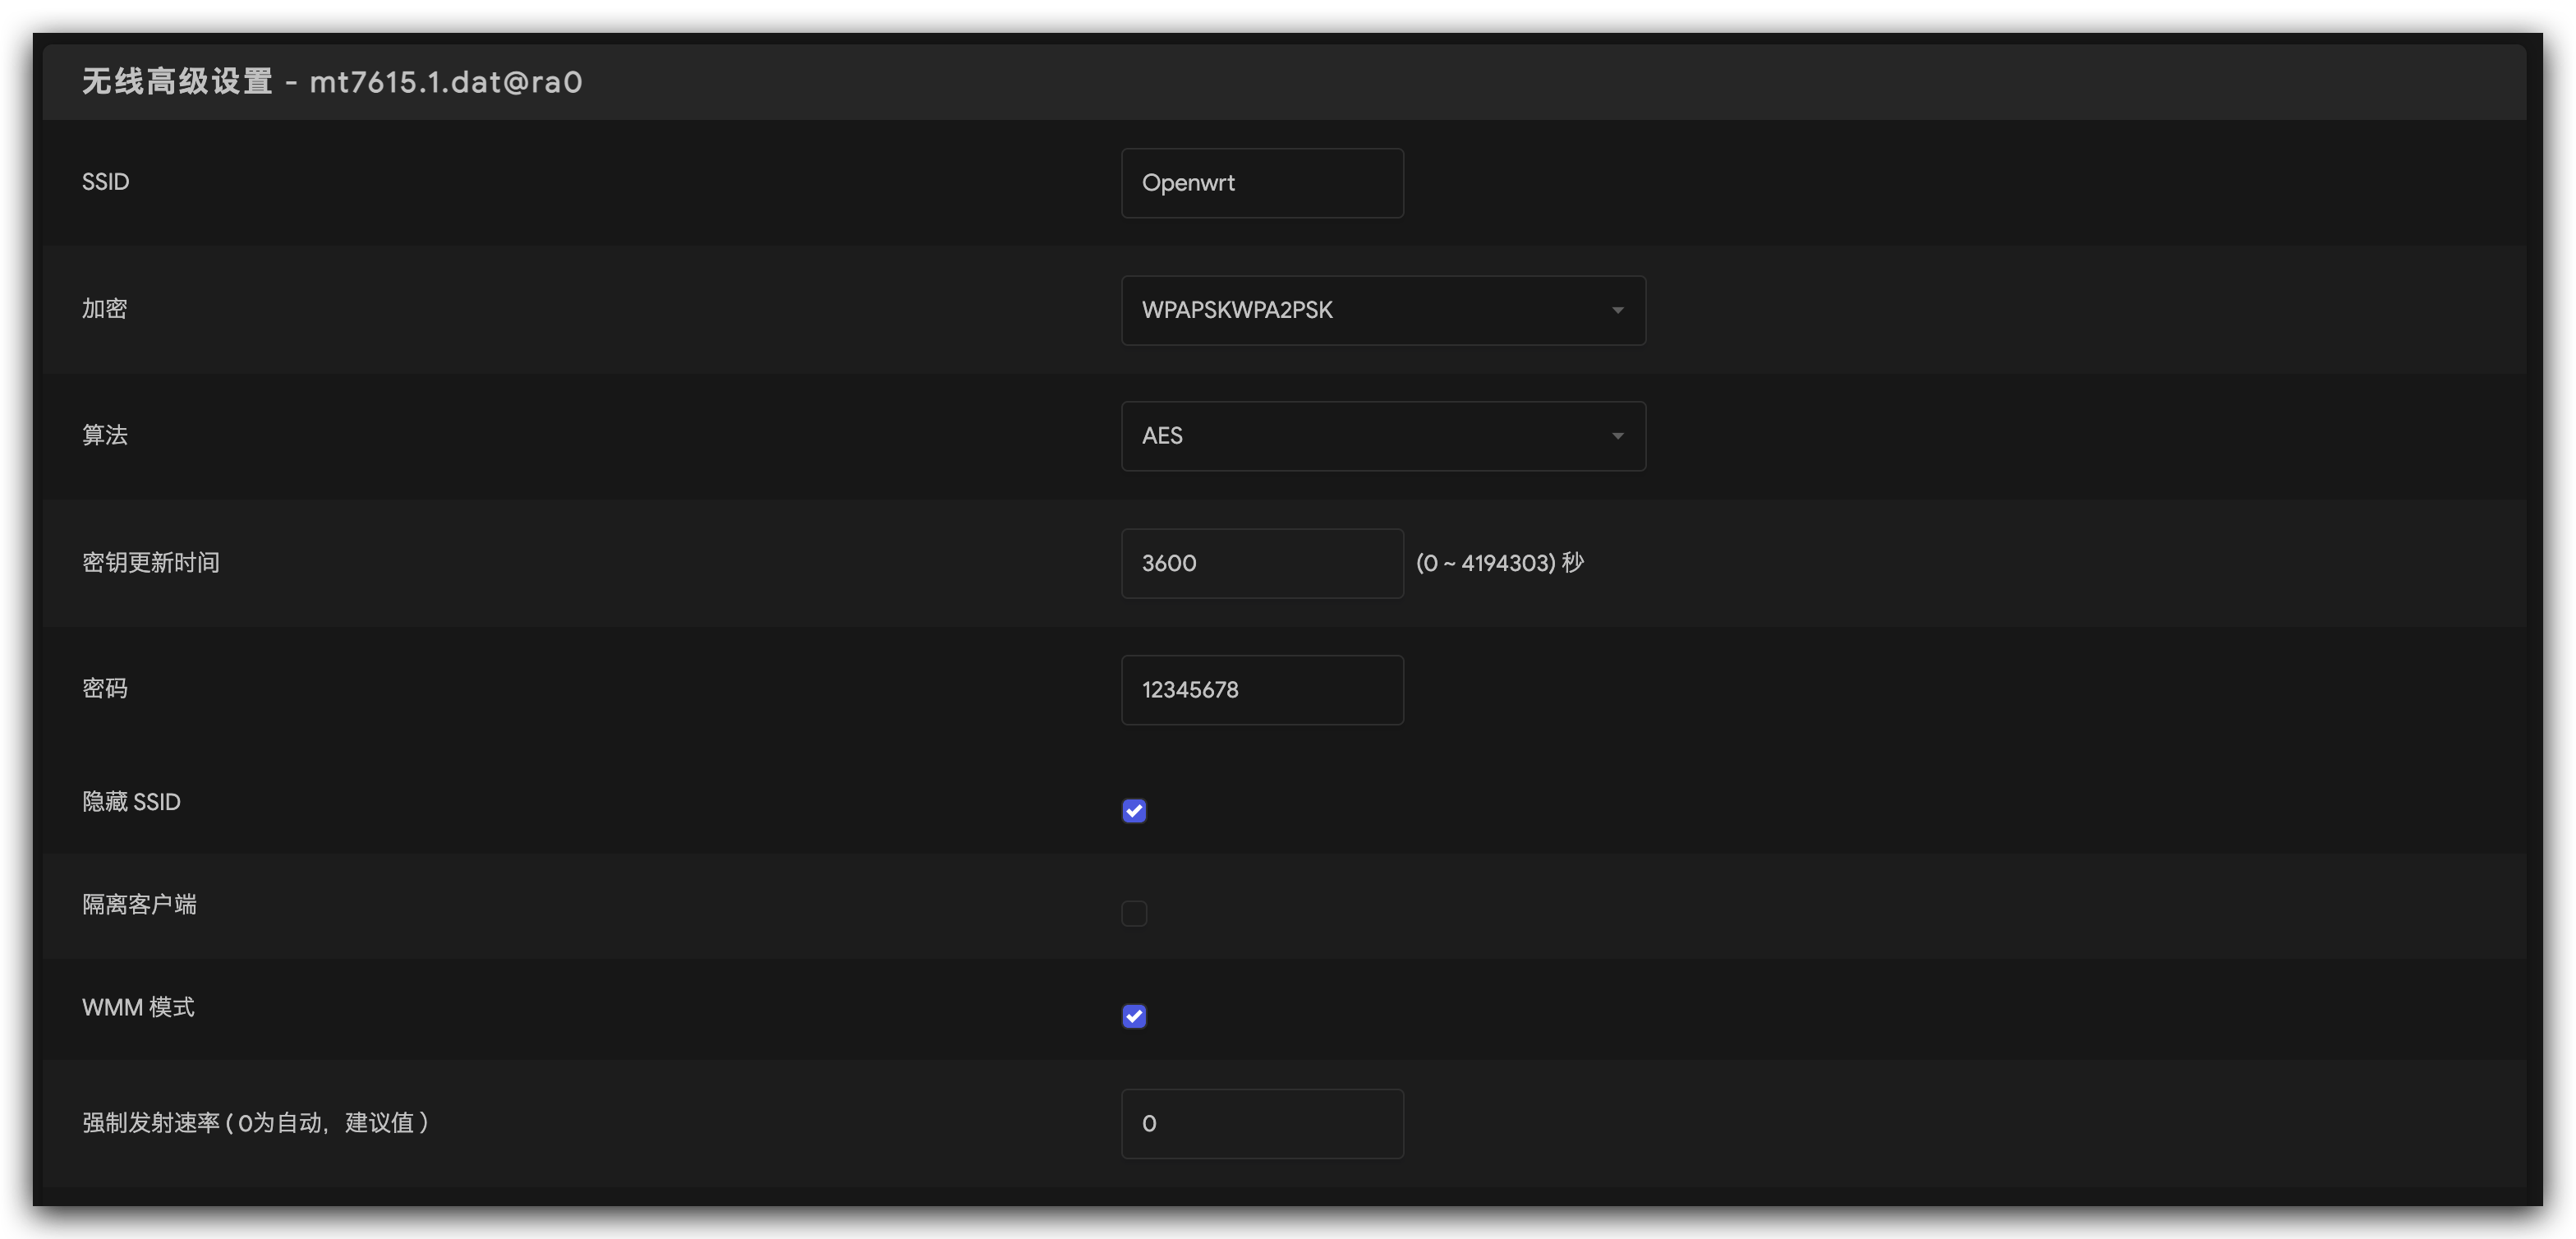 无线高级设置 - mt7615.1.dat@ra0
SSID
Openwrt
加密
WPAPSKWPA2PSK
算法
AES
密钥更新时间
3600 (0 ~ 4194303) 秒
密码
12345678
隐藏 SSID
隔离客户端
WMM 模式
强制发射速率 ( 0为自动，建议值 )
0